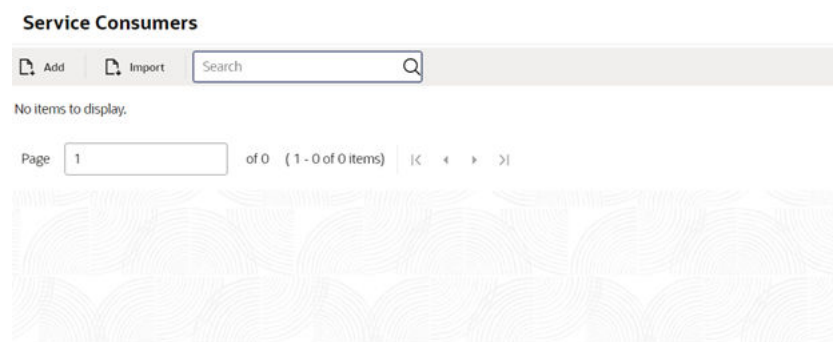 Service Consumers
Add Import Search
No items to display.
Page 1 of 0 (1 - 0 of 0 items)